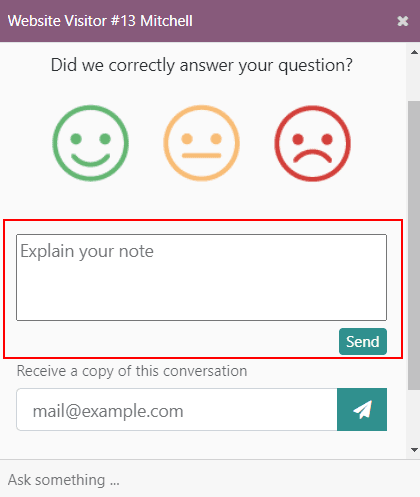 Website Visitor #13 Mitchell
Did we correctly answer your question?
Explain your note
Send
Receive a copy of this conversation
mail@example.com
Ask something ...